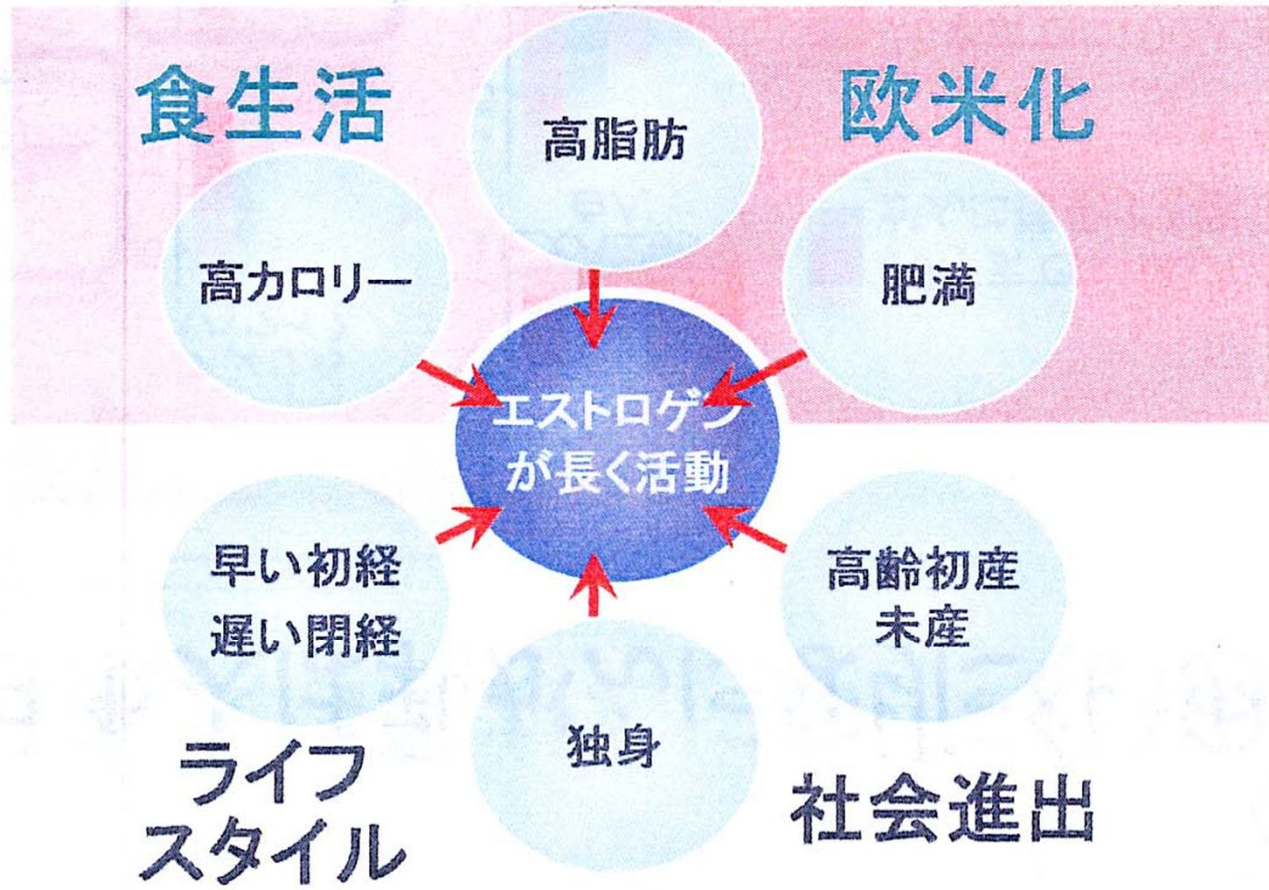 食生活
欧米化
高脂肪
高カロリー
肥満
エストロゲン
が長く活動
早い初経
遅い閉経
高齢初産
未産
独身
ライフ
スタイル
社会進出